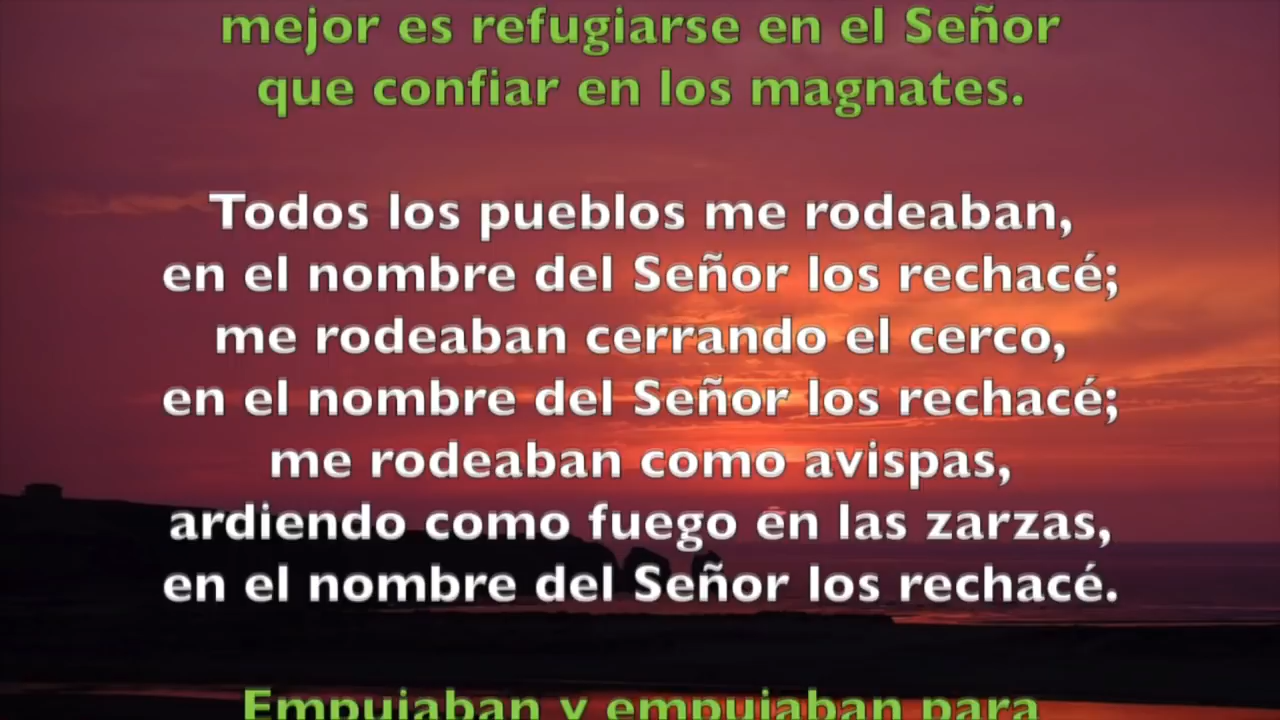 mejor es refugiarse en el Señor
que confiar en los magnates.
Todos los pueblos me rodeaban,
en el nombre del Señor los rechacé;
me rodeaban cerrando el cerco,
en el nombre del Señor los rechacé;
me rodeaban como avispas,
ardiendo como fuego en las zarzas,
en el nombre del Señor los rechacé.
Empujaban y empujaban para